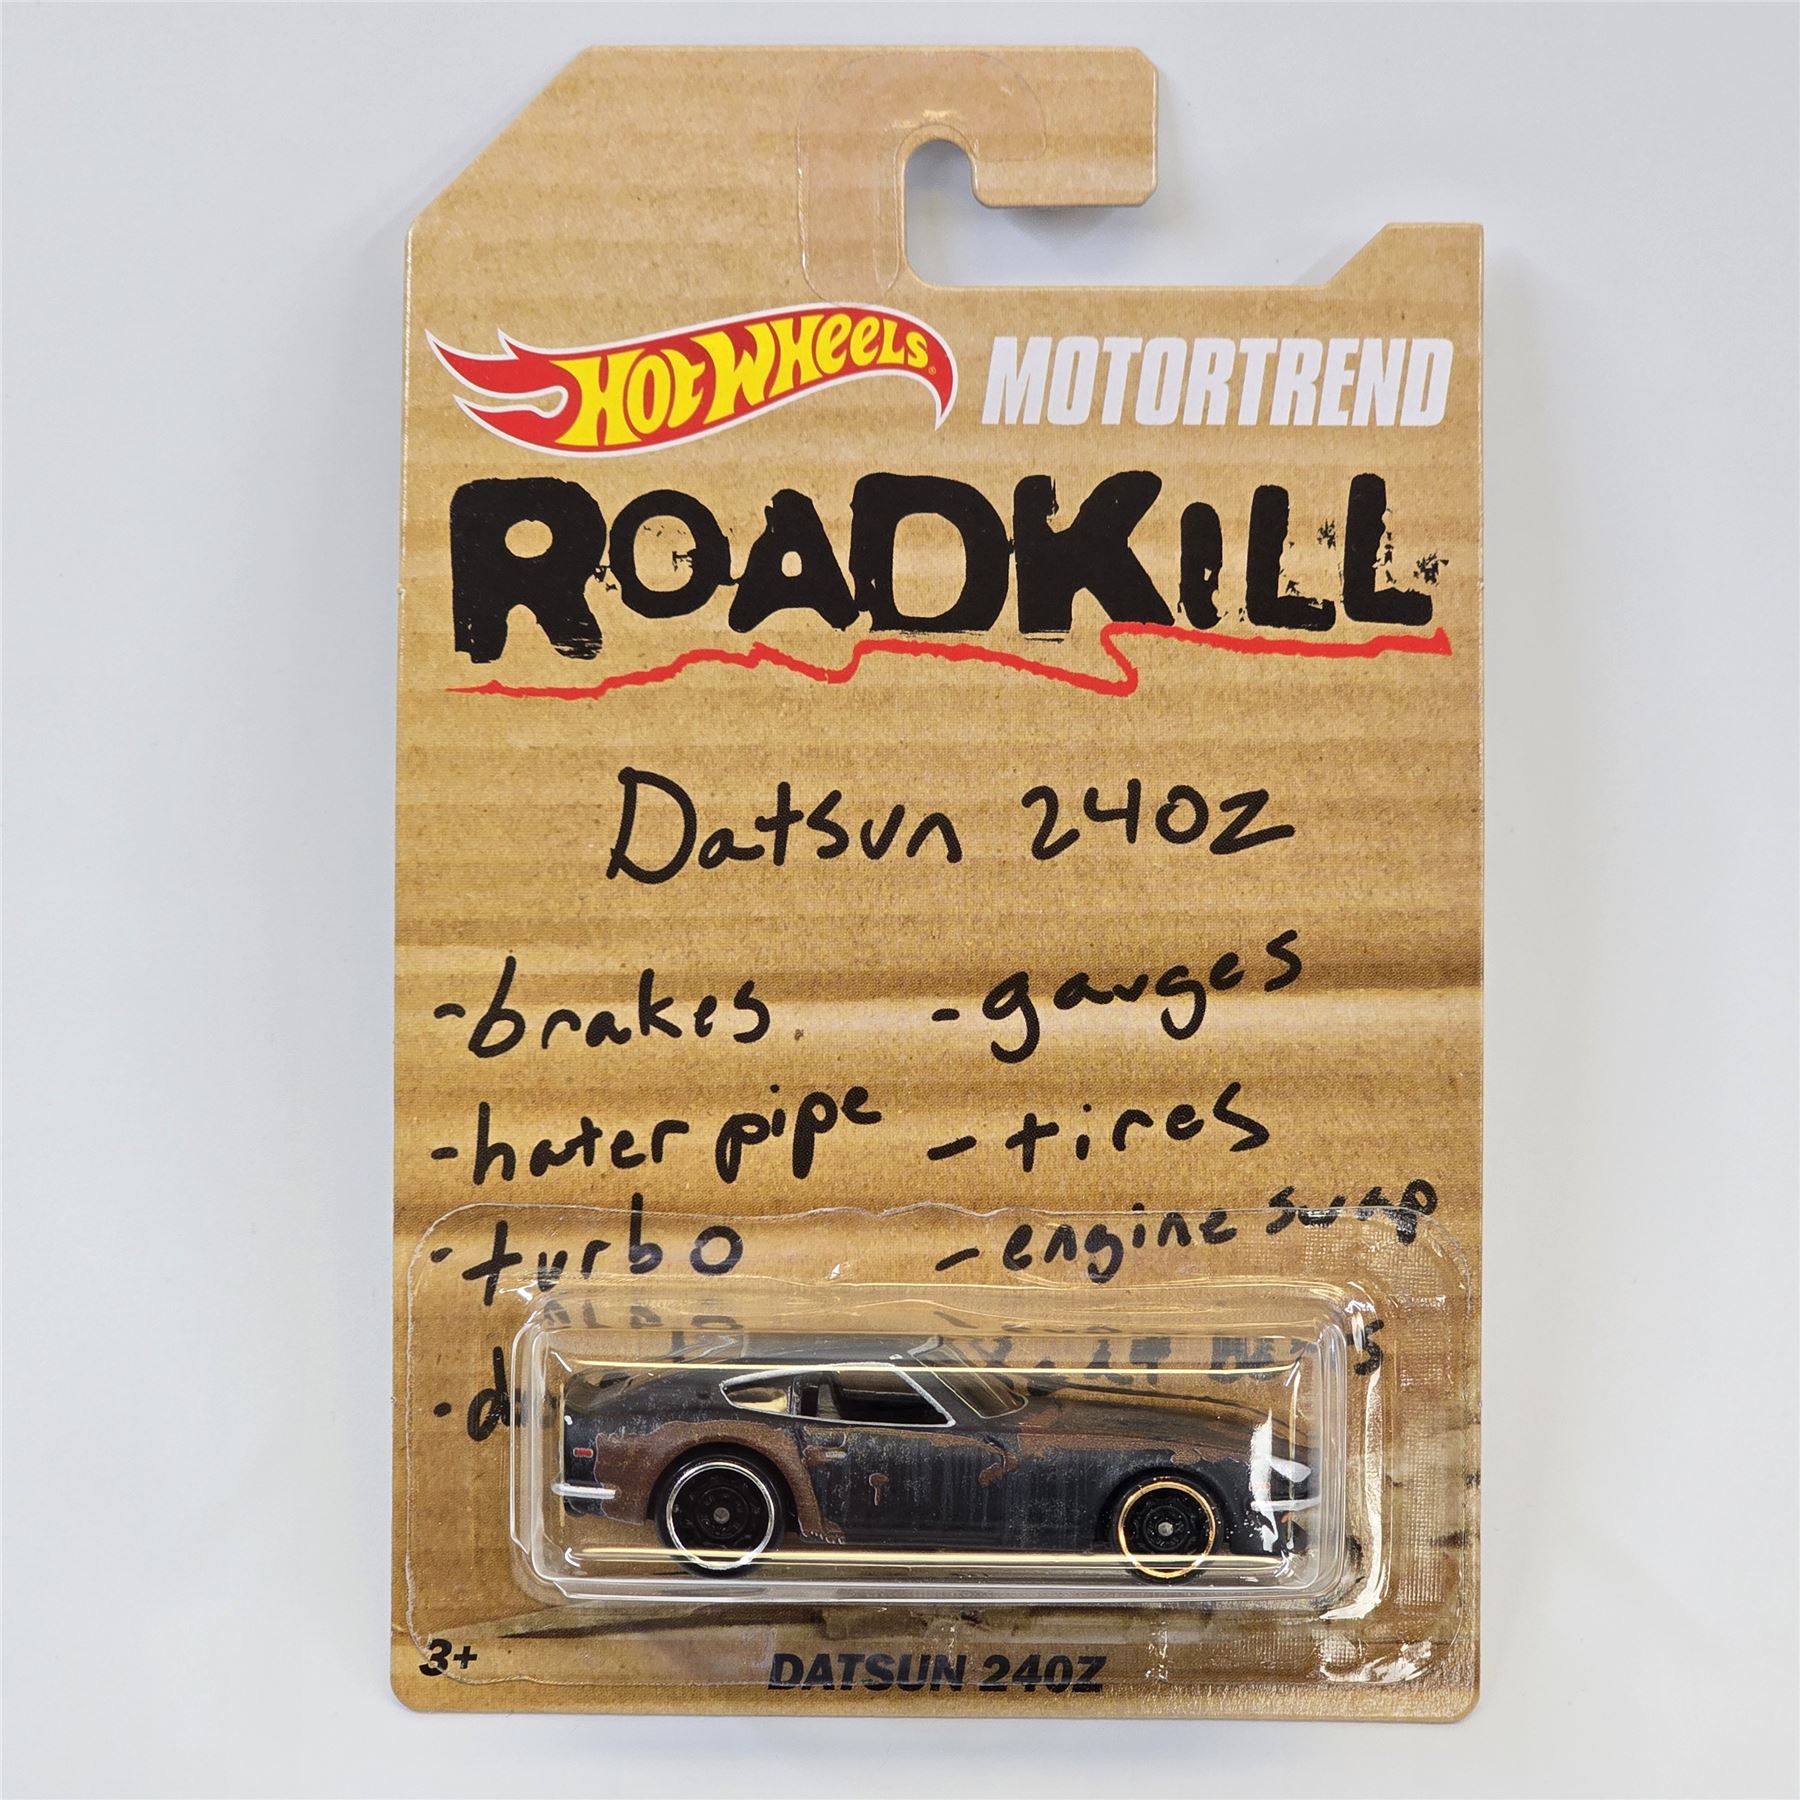 HOT WHEELS MOTORTREND
ROADKILL
Datsun 240Z
-brakes -gauges
-hater pipe -tires
-turbo -engine swap
3+ DATSUN 240Z